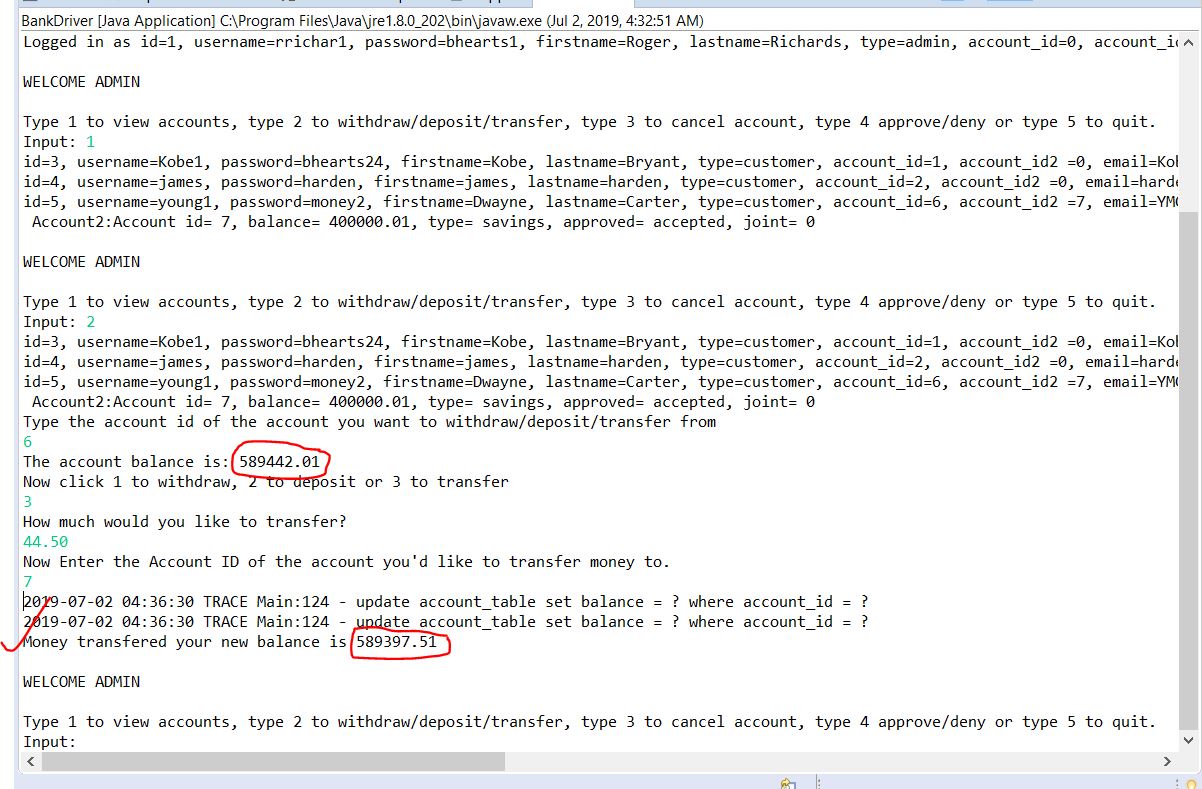 BankDriver [Java Application] C:\Program Files\Java\jre1.8.0_202\bin\javaw.exe (Jul 2, 2019, 4:32:51 AM)
Logged in as id=1, username=rrichar1, password=bhearts1, firstname=Roger, lastname=Richards, type=admin, account_id=0,
WELCOME ADMIN
Type 1 to view accounts, type 2 to withdraw/deposit/transfer, type 3 to cancel account, type 4 approve/deny or type 5 to quit.
Input: 1
id=3, username=Kobe1, password=bhearts24, firstname=Kobe, lastname=Bryant, type=customer, account_id=1, account_id2 =0,
id=4, username=james, password=harden, firstname=james, lastname=harden, type=customer, account_id=2, account_id2 =0,
id=5, username=young1, password=money2, firstname=Dwayne, lastname=Carter, type=customer, account_id=6, account_id2 =7,
Account2:Account id= 7, balance= 400000.01, type= savings, approved= accepted, joint= 0
WELCOME ADMIN
Type 1 to view accounts, type 2 to withdraw/deposit/transfer, type 3 to cancel account, type 4 approve/deny or type 5 to quit.
Input: 2
id=3, username=Kobe1, password=bhearts24, firstname=Kobe, lastname=Bryant, type=customer, account_id=1, account_id2 =0,
id=4, username=james, password=harden, firstname=james, lastname=harden, type=customer, account_id=2, account_id2 =0,
id=5, username=young1, password=money2, firstname=Dwayne, lastname=Carter, type=customer, account_id=6, account_id2 =7,
Account2:Account id= 7, balance= 400000.01, type= savings, approved= accepted, joint= 0
Type the account id of the account you want to withdraw/deposit/transfer from
6
The account balance is: 589442.01
Now click 1 to withdraw, 2 to deposit or 3 to transfer
3
How much would you like to transfer?
44.50
Now Enter the Account ID of the account you'd like to transfer money to.
7
2019-07-02 04:36:30 TRACE Main:124 - update account_table set balance = ? where account_id = ?
2019-07-02 04:36:30 TRACE Main:124 - update account_table set balance = ? where account_id = ?
Money transfered your new balance is 589397.51
WELCOME ADMIN
Type 1 to view accounts, type 2 to withdraw/deposit/transfer, type 3 to cancel account, type 4 approve/deny or type 5 to quit.
Input: